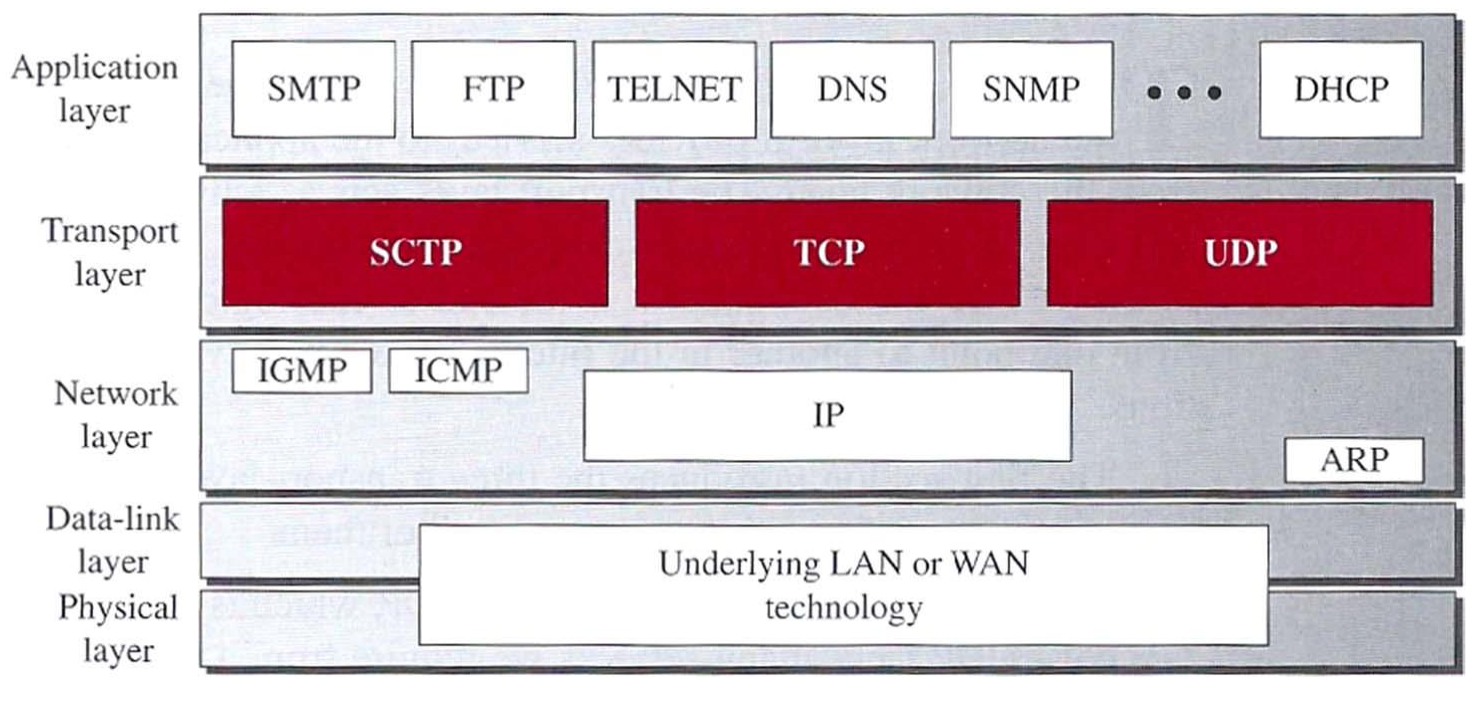 Application
layer
SMTP
FTP
TELNET
DNS
SNMP
DHCP
Transport
layer
SCTP
TCP
UDP
Network
layer
IGMP
ICMP
IP
ARP
Data-link
layer
Physical
layer
Underlying LAN or WAN
technology